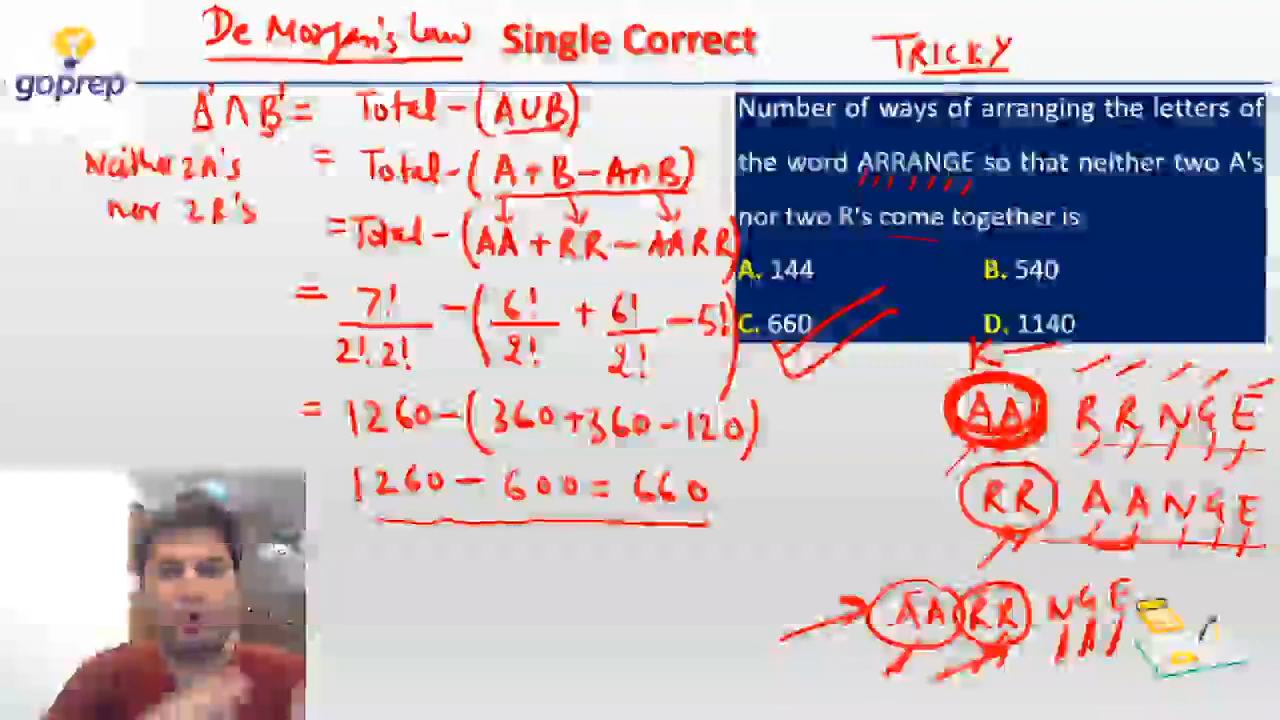 De Morgan's Law
Single Correct
TRICKY
goprep
A' ∩ B' = Total - (A∪B)
Neither 2A's
nor 2R's
= Total - (A + B - A∩B)
= Total - (AA + RR - AARR)
= 7!/2!.2! - (6!/2! + 6!/2! - 5!)
= 1260 - (360 + 360 - 120)
1260 - 600 = 660
Number of ways of arranging the letters of
the word ARRANGE so that neither two A's
nor two R's come together is
A. 144
B. 540
C. 660
D. 1140
AA R R N G E
RR A A N G E
AA RR N G E